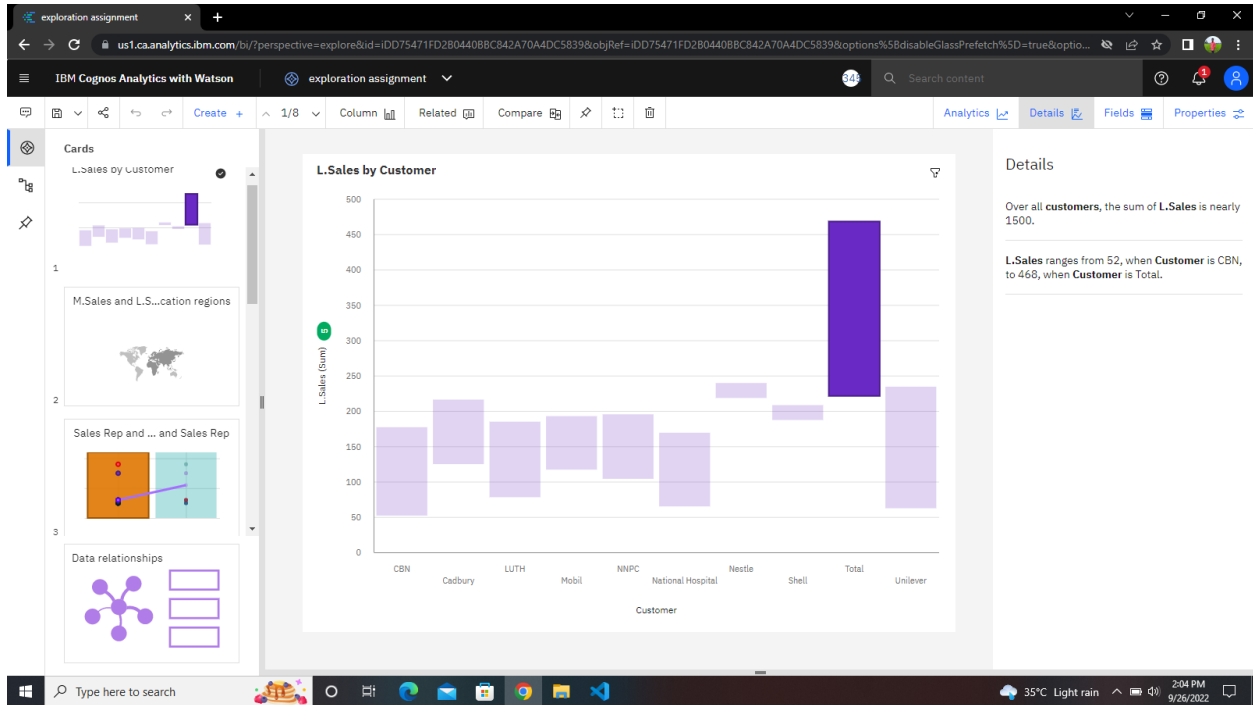 exploration assignment
us1.ca.analytics.ibm.com/bi/?perspective=explore&id=iDD75471FD2B0440BBC842A70A4DC5839&objRef=iDD75471FD2B0440BBC842A70A4DC5839&options%5BdisableGlassPrefetch%5D=true&optio...
IBM Cognos Analytics with Watson
exploration assignment
345
Search content
1
Create +
1/8
Column
Related
Compare
Analytics
Details
Fields
Properties
Cards
L.Sales by Customer
1
M.Sales and L.S...cation regions
2
Sales Rep and ... and Sales Rep
3
Data relationships
L.Sales by Customer
500
450
400
350
300
250
200
150
100
50
0
L.Sales (Sum)
5
CBN
Cadbury
LUTH
Mobil
NNPC
National Hospital
Nestle
Shell
Total
Unilever
Customer
Details
Over all customers, the sum of L.Sales is nearly
1500.
L.Sales ranges from 52, when Customer is CBN,
to 468, when Customer is Total.
Type here to search
35°C Light rain
2:04 PM
9/26/2022